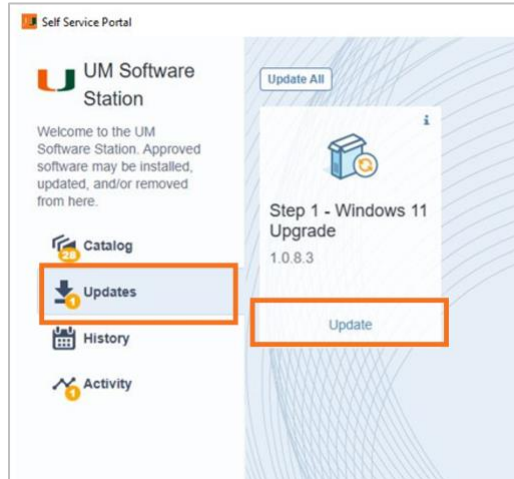 Self Service Portal
UM Software
Station
Welcome to the UM
Software Station. Approved
software may be installed,
updated, and/or removed
from here.
28
Catalog
1
Updates
History
1
Activity
Update All
i
Step 1 - Windows 11
Upgrade
1.0.8.3
Update